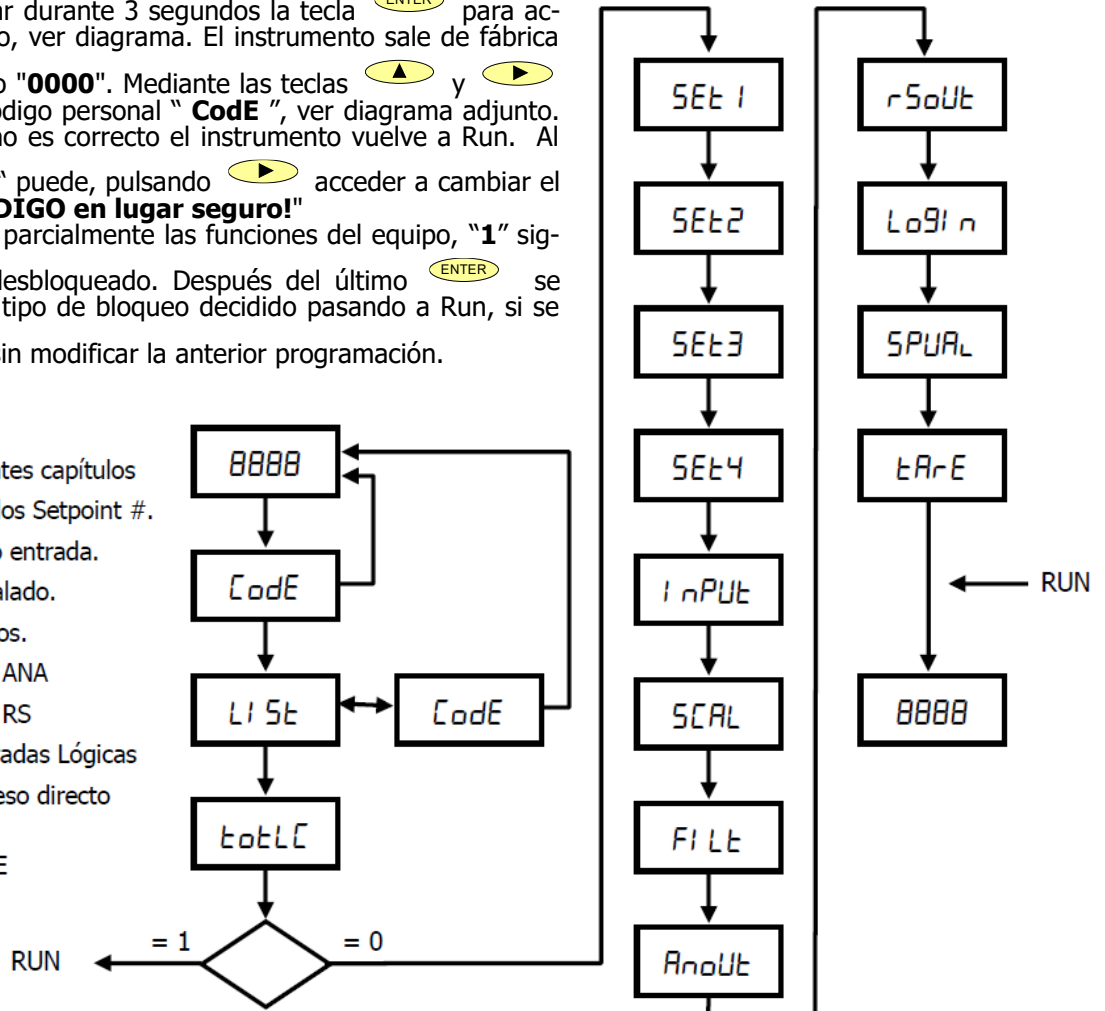 ar durante 3 segundos la tecla ENTER para ac-
o, ver diagrama. El instrumento sale de fábrica
o "0000". Mediante las teclas ▲ y ►
ódigo personal “ CodE ”, ver diagrama adjunto.
no es correcto el instrumento vuelve a Run. Al
“ puede, pulsando ► acceder a cambiar el
DIGO en lugar seguro!"
parcialmente las funciones del equipo, “1” sig-
desbloqueado. Después del último ENTER se
tipo de bloqueo decidido pasando a Run, si se
sin modificar la anterior programación.
tes capítulos
los Setpoint #.
o entrada.
alado.
os.
ANA
RS
adas Lógicas
eso directo
E
8888
CodE
LISt
CodE
totLC
= 1
= 0
RUN
SEt1
SEt2
SEt3
SEt4
InPUt
SCAL
FILt
AnoUt
rSoUt
LogIn
SPVAL
tArE
RUN
8888